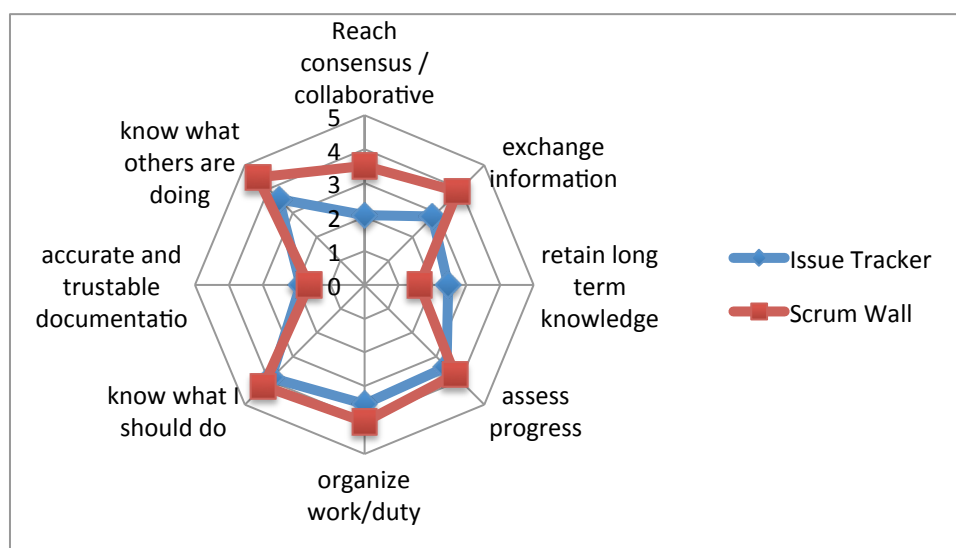 Reach
consensus /
collaborative
exchange
information
retain long
term
knowledge
assess
progress
organize
work/duty
know what I
should do
accurate and
trustable
documentatio
know what
others are
doing
5
4
3
2
1
0
Issue Tracker
Scrum Wall